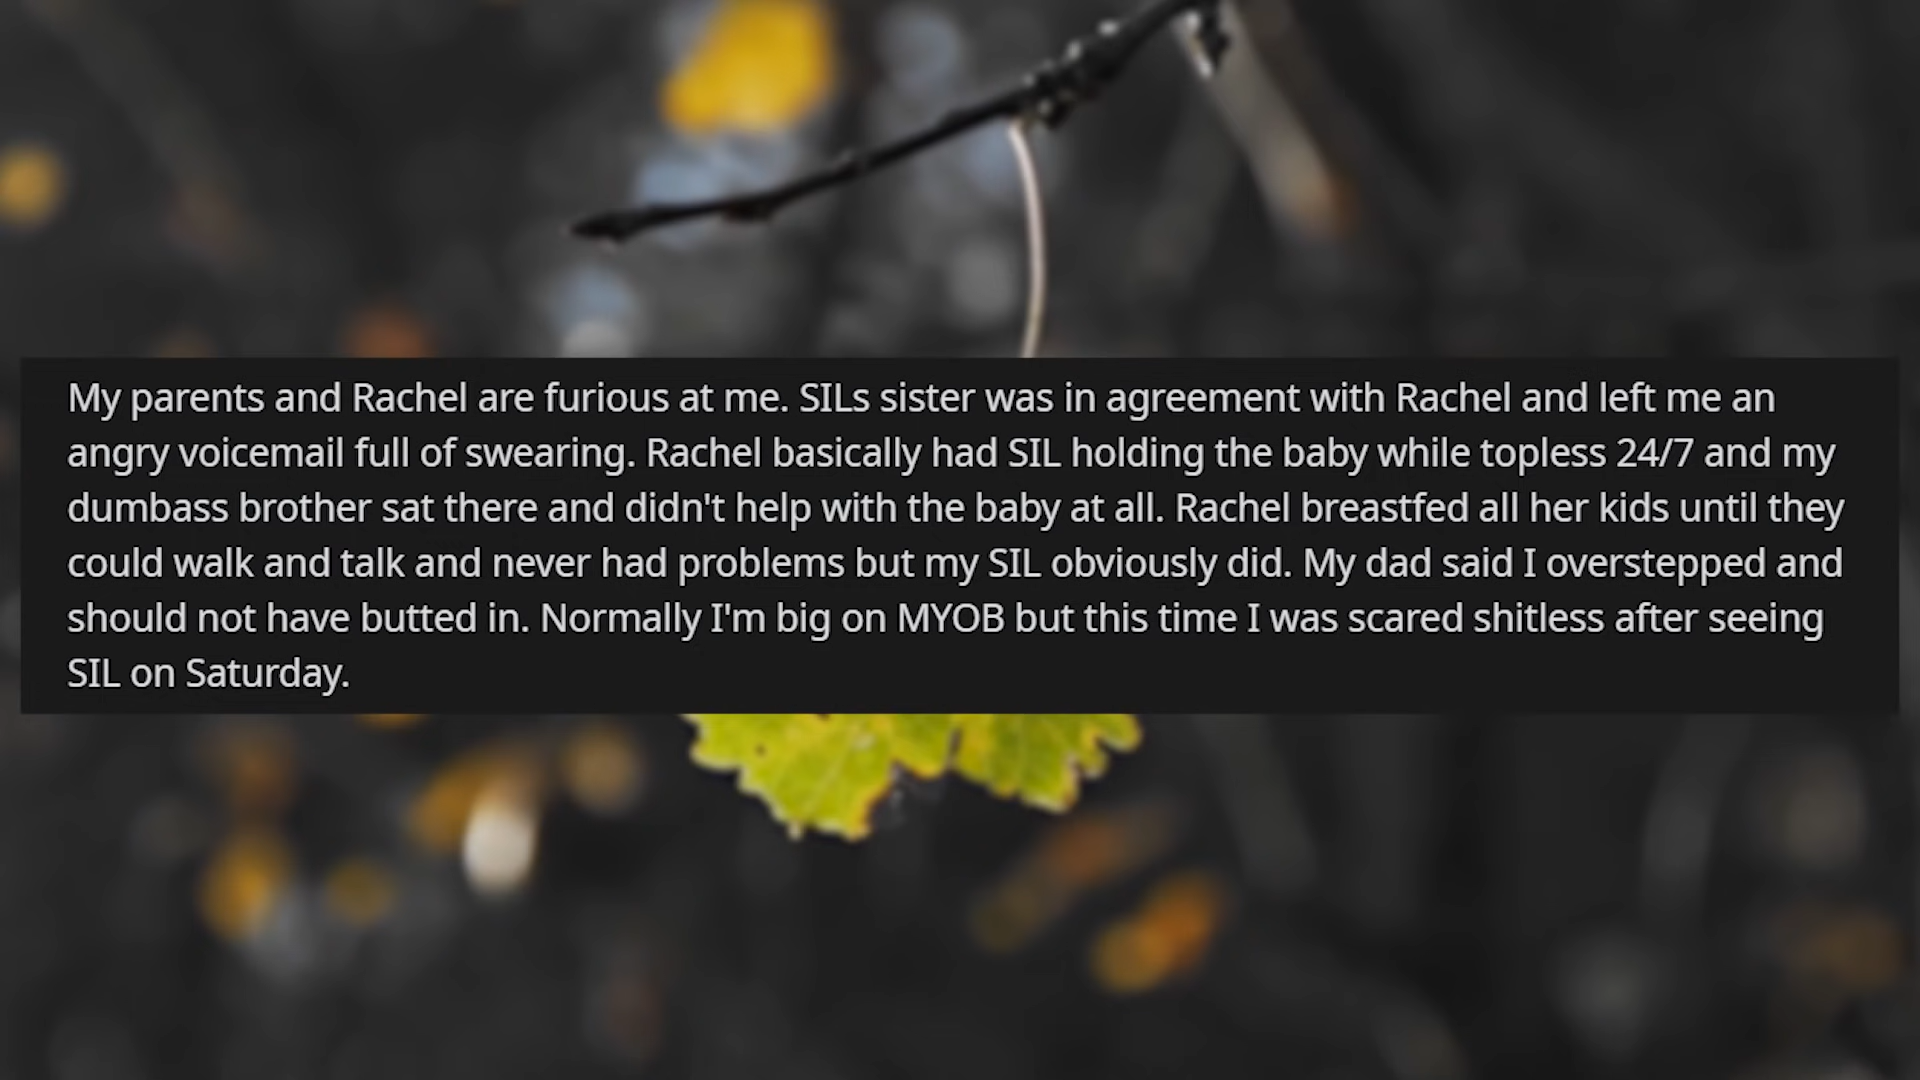 My parents and Rachel are furious at me. SILs sister was in agreement with Rachel and left me an
angry voicemail full of swearing. Rachel basically had SIL holding the baby while topless 24/7 and my
dumbass brother sat there and didn't help with the baby at all. Rachel breastfed all her kids until they
could walk and talk and never had problems but my SIL obviously did. My dad said I overstepped and
should not have butted in. Normally I'm big on MYOB but this time I was scared shitless after seeing
SIL on Saturday.